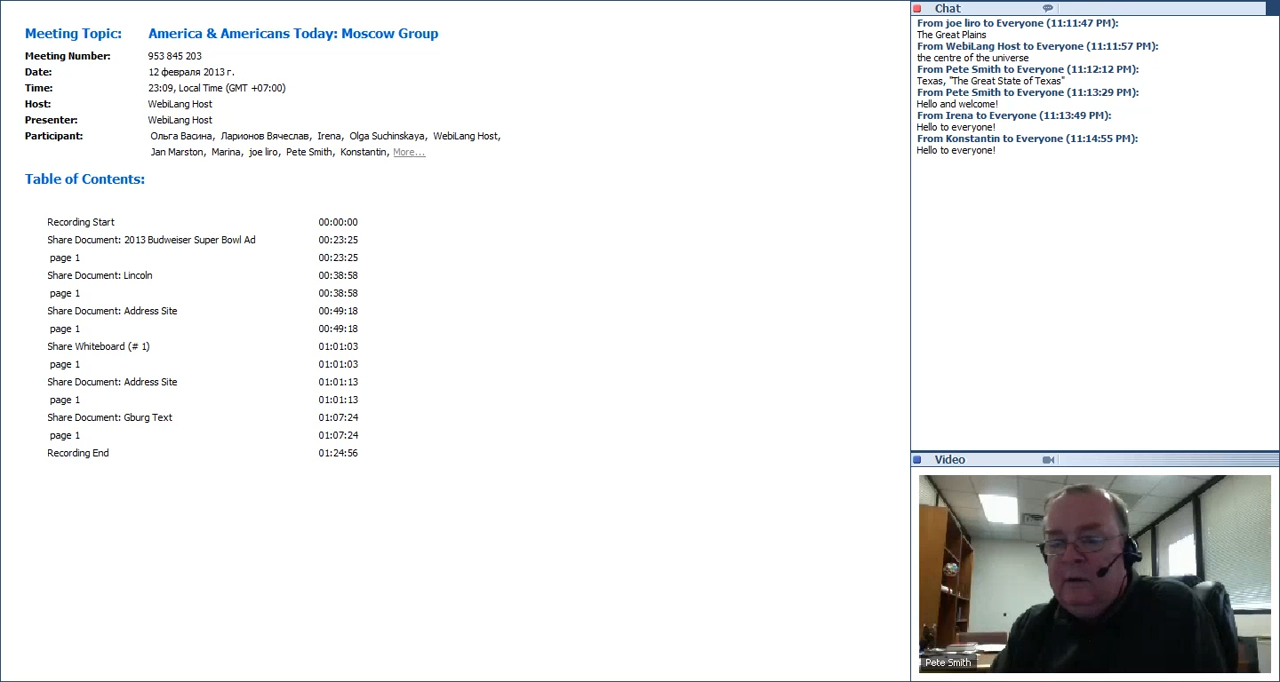 Meeting Topic: America & Americans Today: Moscow Group
Meeting Number: 953 845 203
Date: 12 февраля 2013 г.
Time: 23:09, Local Time (GMT +07:00)
Host: WebiLang Host
Presenter: WebiLang Host
Participant: Ольга Васина, Ларионов Вячеслав, Irena, Olga Suchinskaya, WebiLang Host,
Jan Marston, Marina, joe liro, Pete Smith, Konstantin, More...
Table of Contents:
Recording Start 00:00:00
Share Document: 2013 Budweiser Super Bowl Ad 00:23:25
page 1 00:23:25
Share Document: Lincoln 00:38:58
page 1 00:38:58
Share Document: Address Site 00:49:18
page 1 00:49:18
Share Whiteboard (# 1) 01:01:03
page 1 01:01:03
Share Document: Address Site 01:01:13
page 1 01:01:13
Share Document: Gburg Text 01:07:24
page 1 01:07:24
Recording End 01:24:56
Chat
From joe liro to Everyone (11:11:47 PM):
The Great Plains
From WebiLang Host to Everyone (11:11:57 PM):
the centre of the universe
From Pete Smith to Everyone (11:12:12 PM):
Texas, "The Great State of Texas"
From Pete Smith to Everyone (11:13:29 PM):
Hello and welcome!
From Irena to Everyone (11:13:49 PM):
Hello to everyone!
From Konstantin to Everyone (11:14:55 PM):
Hello to everyone!
Video
Pete Smith